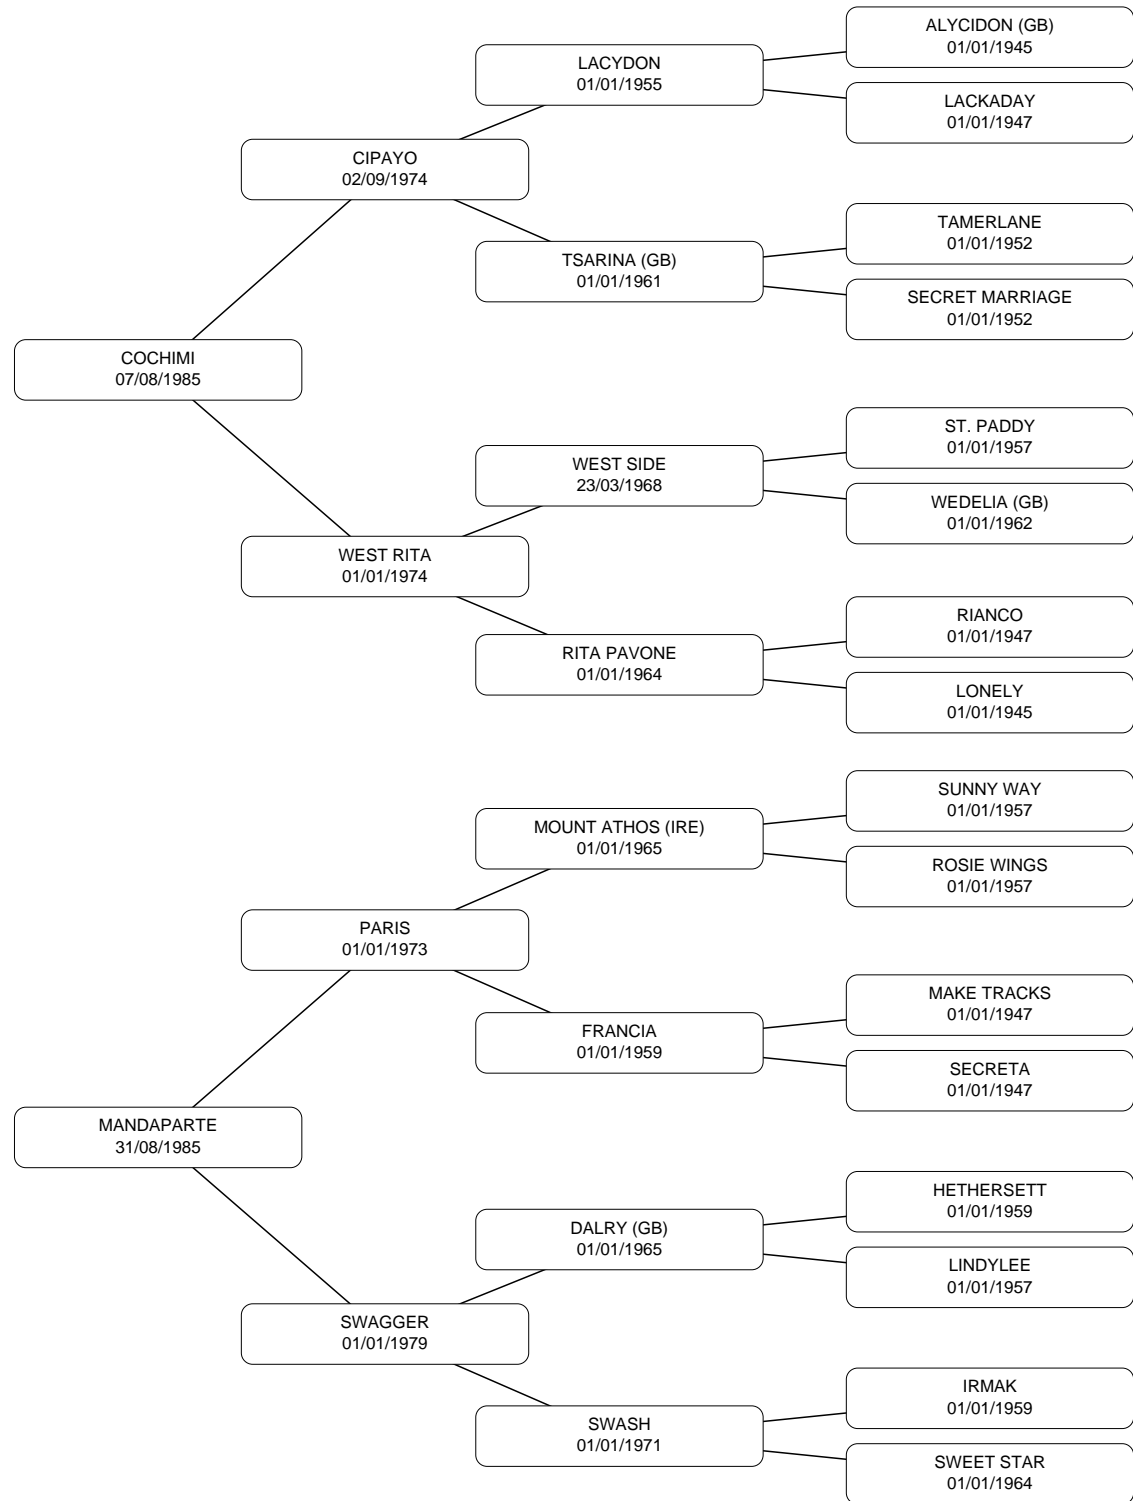 ALYCIDON (GB)
01/01/1945
LACYDON
01/01/1955
LACKADAY
01/01/1947
CIPAYO
02/09/1974
TAMERLANE
01/01/1952
TSARINA (GB)
01/01/1961
SECRET MARRIAGE
01/01/1952
COCHIMI
07/08/1985
ST. PADDY
01/01/1957
WEST SIDE
23/03/1968
WEDELIA (GB)
01/01/1962
WEST RITA
01/01/1974
RIANCO
01/01/1947
RITA PAVONE
01/01/1964
LONELY
01/01/1945
SUNNY WAY
01/01/1957
MOUNT ATHOS (IRE)
01/01/1965
ROSIE WINGS
01/01/1957
PARIS
01/01/1973
MAKE TRACKS
01/01/1947
FRANCIA
01/01/1959
SECRETA
01/01/1947
MANDAPARTE
31/08/1985
HETHERSETT
01/01/1959
DALRY (GB)
01/01/1965
LINDYLEE
01/01/1957
SWAGGER
01/01/1979
IRMAK
01/01/1959
SWASH
01/01/1971
SWEET STAR
01/01/1964